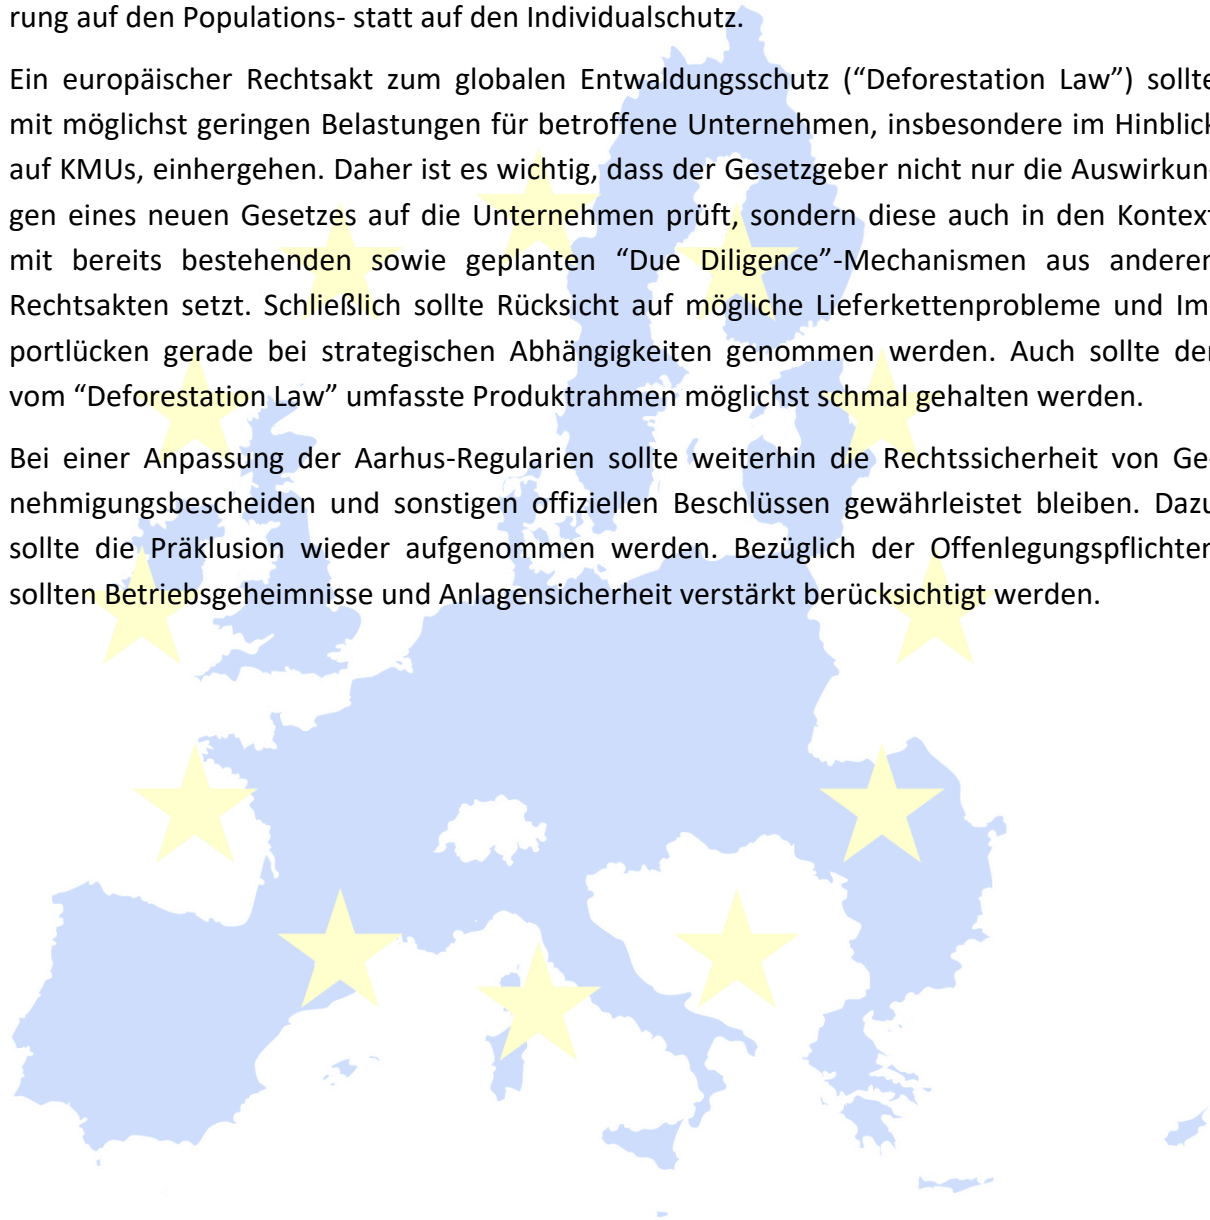 rung auf den Populations- statt auf den Individualschutz.
Ein europäischer Rechtsakt zum globalen Entwaldungsschutz (“Deforestation Law”) sollte
mit möglichst geringen Belastungen für betroffene Unternehmen, insbesondere im Hinblick
auf KMUs, einhergehen. Daher ist es wichtig, dass der Gesetzgeber nicht nur die Auswirkun-
gen eines neuen Gesetzes auf die Unternehmen prüft, sondern diese auch in den Kontext
mit bereits bestehenden sowie geplanten “Due Diligence”-Mechanismen aus anderen
Rechtsakten setzt. Schließlich sollte Rücksicht auf mögliche Lieferkettenprobleme und Im-
portlücken gerade bei strategischen Abhängigkeiten genommen werden. Auch sollte der
vom “Deforestation Law” umfasste Produktrahmen möglichst schmal gehalten werden.
Bei einer Anpassung der Aarhus-Regularien sollte weiterhin die Rechtssicherheit von Ge-
nehmigungsbescheiden und sonstigen offiziellen Beschlüssen gewährleistet bleiben. Dazu
sollte die Präklusion wieder aufgenommen werden. Bezüglich der Offenlegungspflichten
sollten Betriebsgeheimnisse und Anlagensicherheit verstärkt berücksichtigt werden.